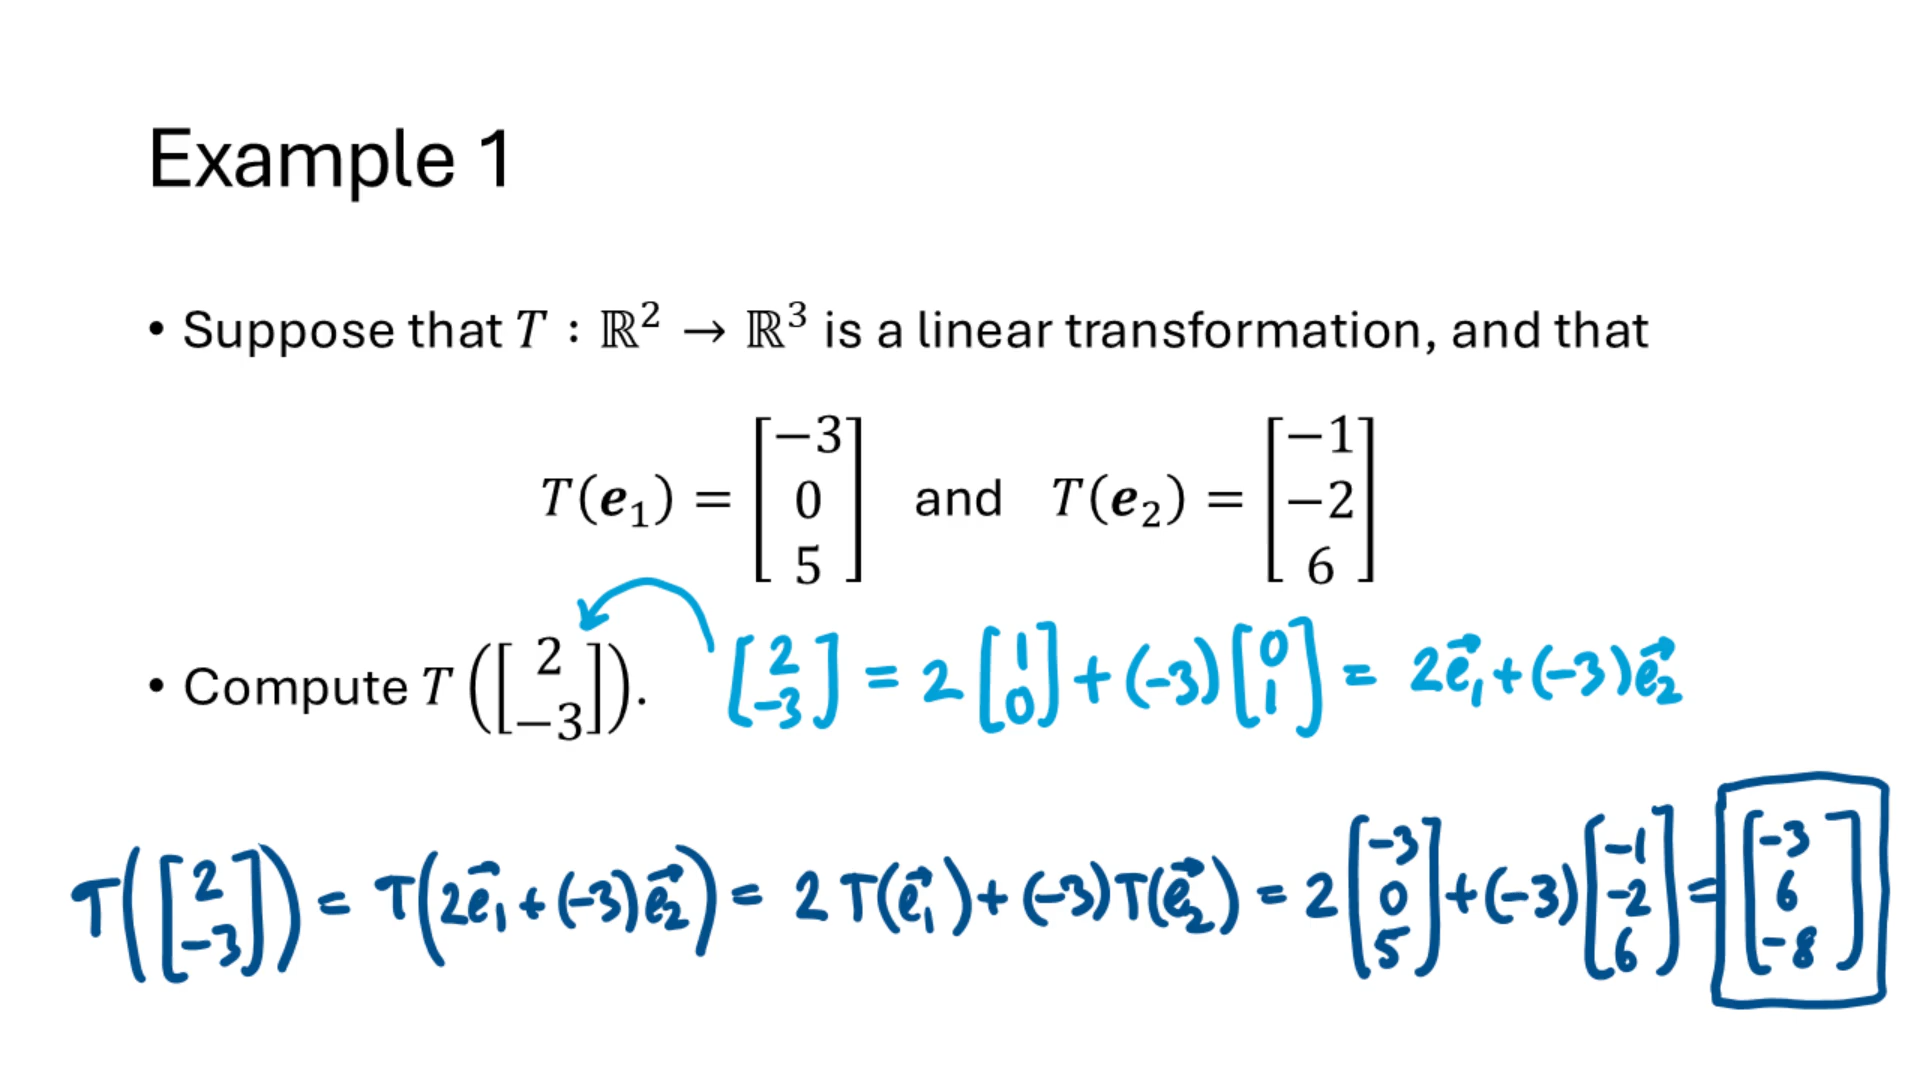 Example 1
• Suppose that T : ℝ² → ℝ³ is a linear transformation, and that
T(e₁) = [−3 0 5] and T(e₂) = [−1 −2 6]
• Compute T([2 −3]). [2 -3] = 2[1 0] + (-3)[0 1] = 2e⃗₁ + (-3)e⃗₂
T([2 -3]) = T(2e⃗₁ + (-3)e⃗₂) = 2T(e⃗₁) + (-3)T(e⃗₂) = 2[-3 0 5] + (-3)[-1 -2 6] = [-3 6 -8]